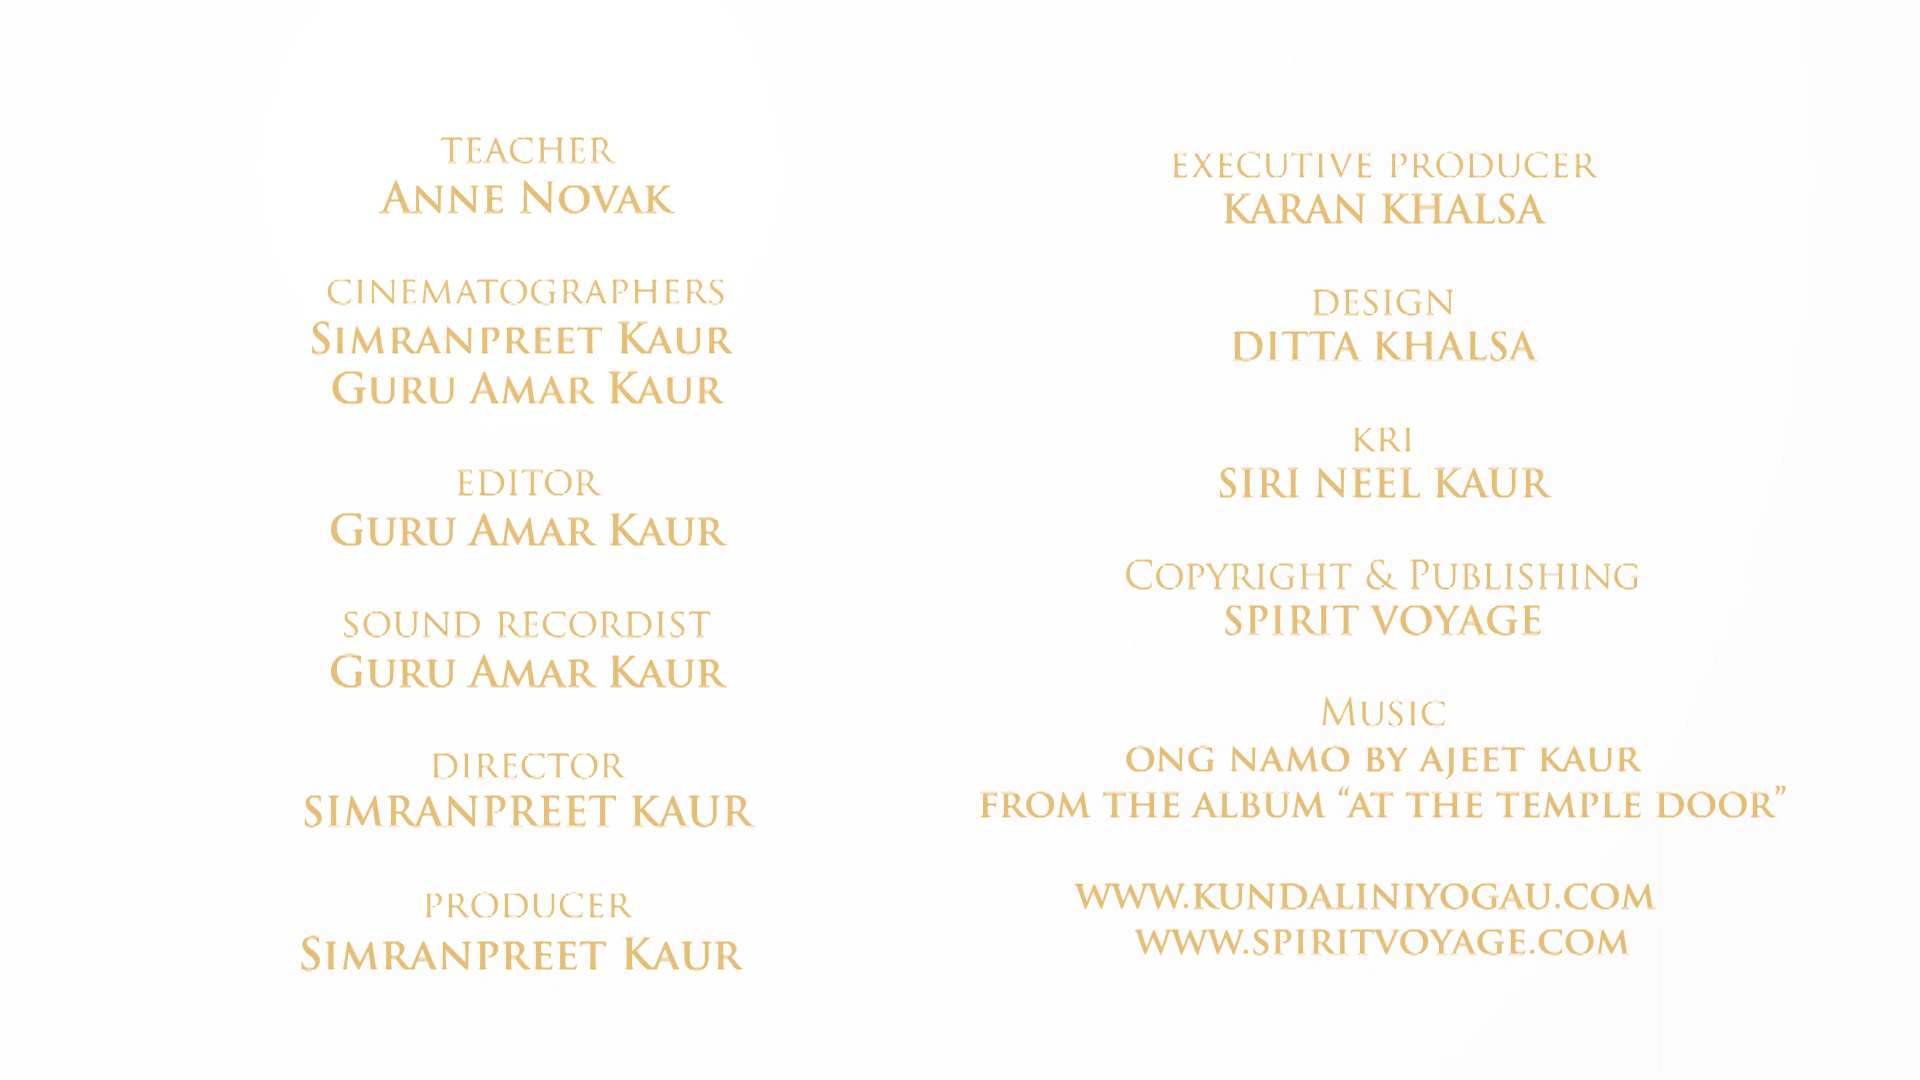 TEACHER
ANNE NOVAK
CINEMATOGRAPHERS
SIMRANPREET KAUR
GURU AMAR KAUR
EDITOR
GURU AMAR KAUR
SOUND RECORDIST
GURU AMAR KAUR
DIRECTOR
SIMRANPREET KAUR
PRODUCER
SIMRANPREET KAUR
EXECUTIVE PRODUCER
KARAN KHALSA
DESIGN
DITTA KHALSA
KRI
SIRI NEEL KAUR
COPYRIGHT & PUBLISHING
SPIRIT VOYAGE
MUSIC
ONG NAMO BY AJEET KAUR
FROM THE ALBUM “AT THE TEMPLE DOOR”
WWW.KUNDALINIYOGAU.COM
WWW.SPIRITVOYAGE.COM